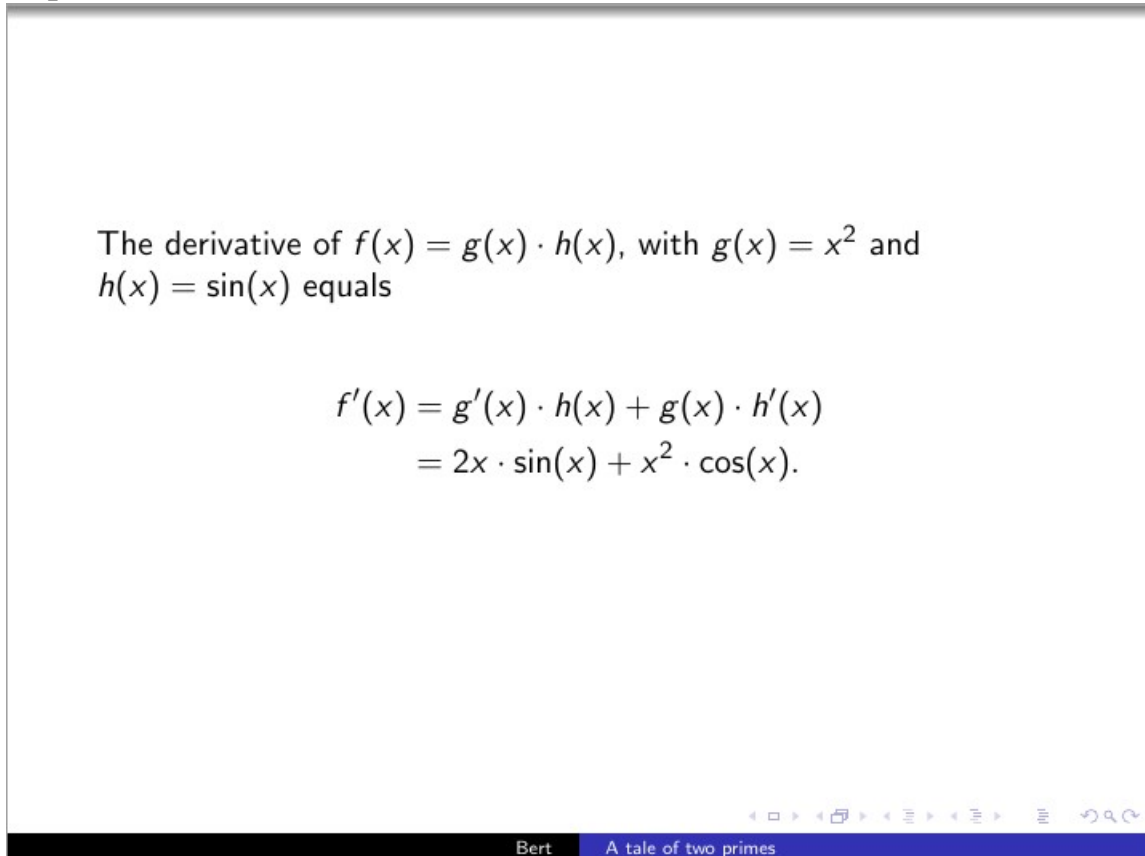 The derivative of f(x) = g(x) · h(x), with g(x) = x² and
h(x) = sin(x) equals
f′(x) = g′(x) · h(x) + g(x) · h′(x)
= 2x · sin(x) + x² · cos(x).
Bert A tale of two primes